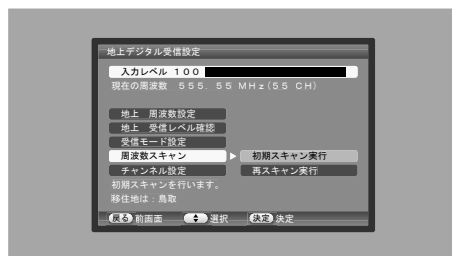 地上デジタル受信設定
入力レベル 100
現在の周波数 555.55 MHz(55 CH)
地上 周波数設定
地上 受信レベル確認
受信モード設定
周波数スキャン 初期スキャン実行
チャンネル設定 再スキャン実行
初期スキャンを行います。
移住地は:鳥取
戻る 前画面 選択 決定 決定